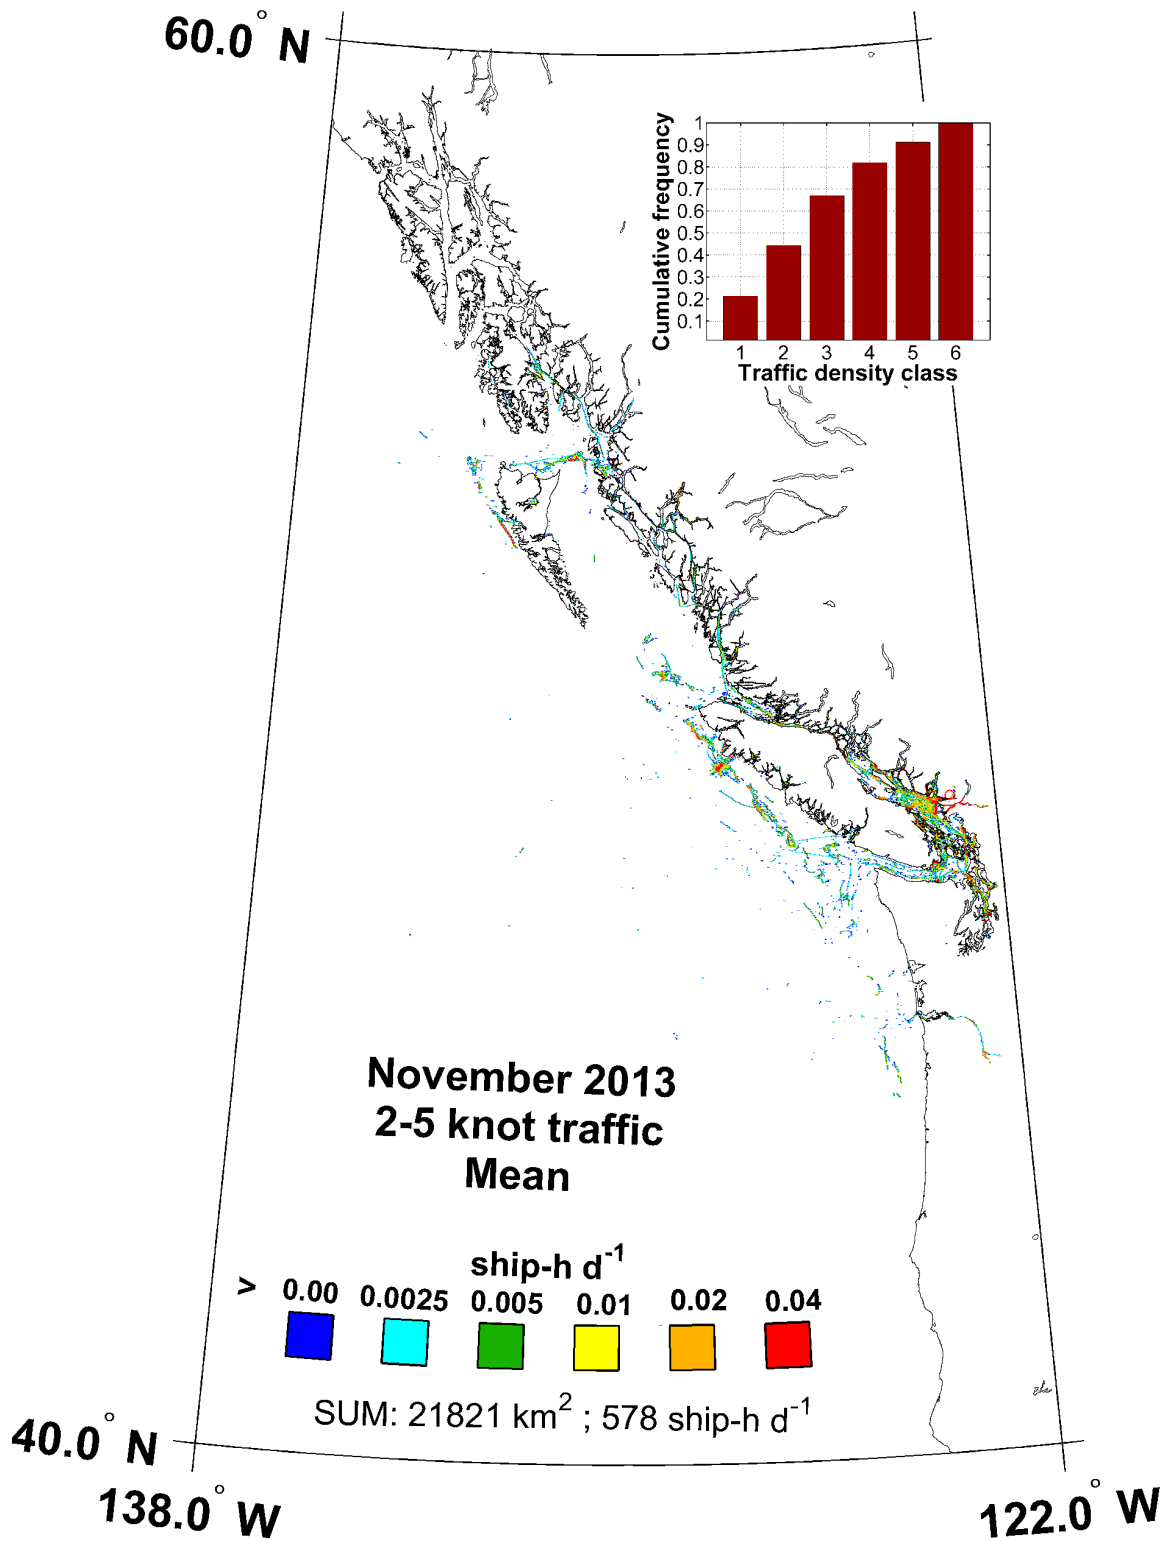 60.0° N
Cumulative frequency
1
0.9
0.8
0.7
0.6
0.5
0.4
0.3
0.2
0.1
1 2 3 4 5 6
Traffic density class
November 2013
2-5 knot traffic
Mean
ship-h d⁻¹
> 0.00 0.0025 0.005 0.01 0.02 0.04
SUM: 21821 km² ; 578 ship-h d⁻¹
40.0° N
138.0° W
122.0° W